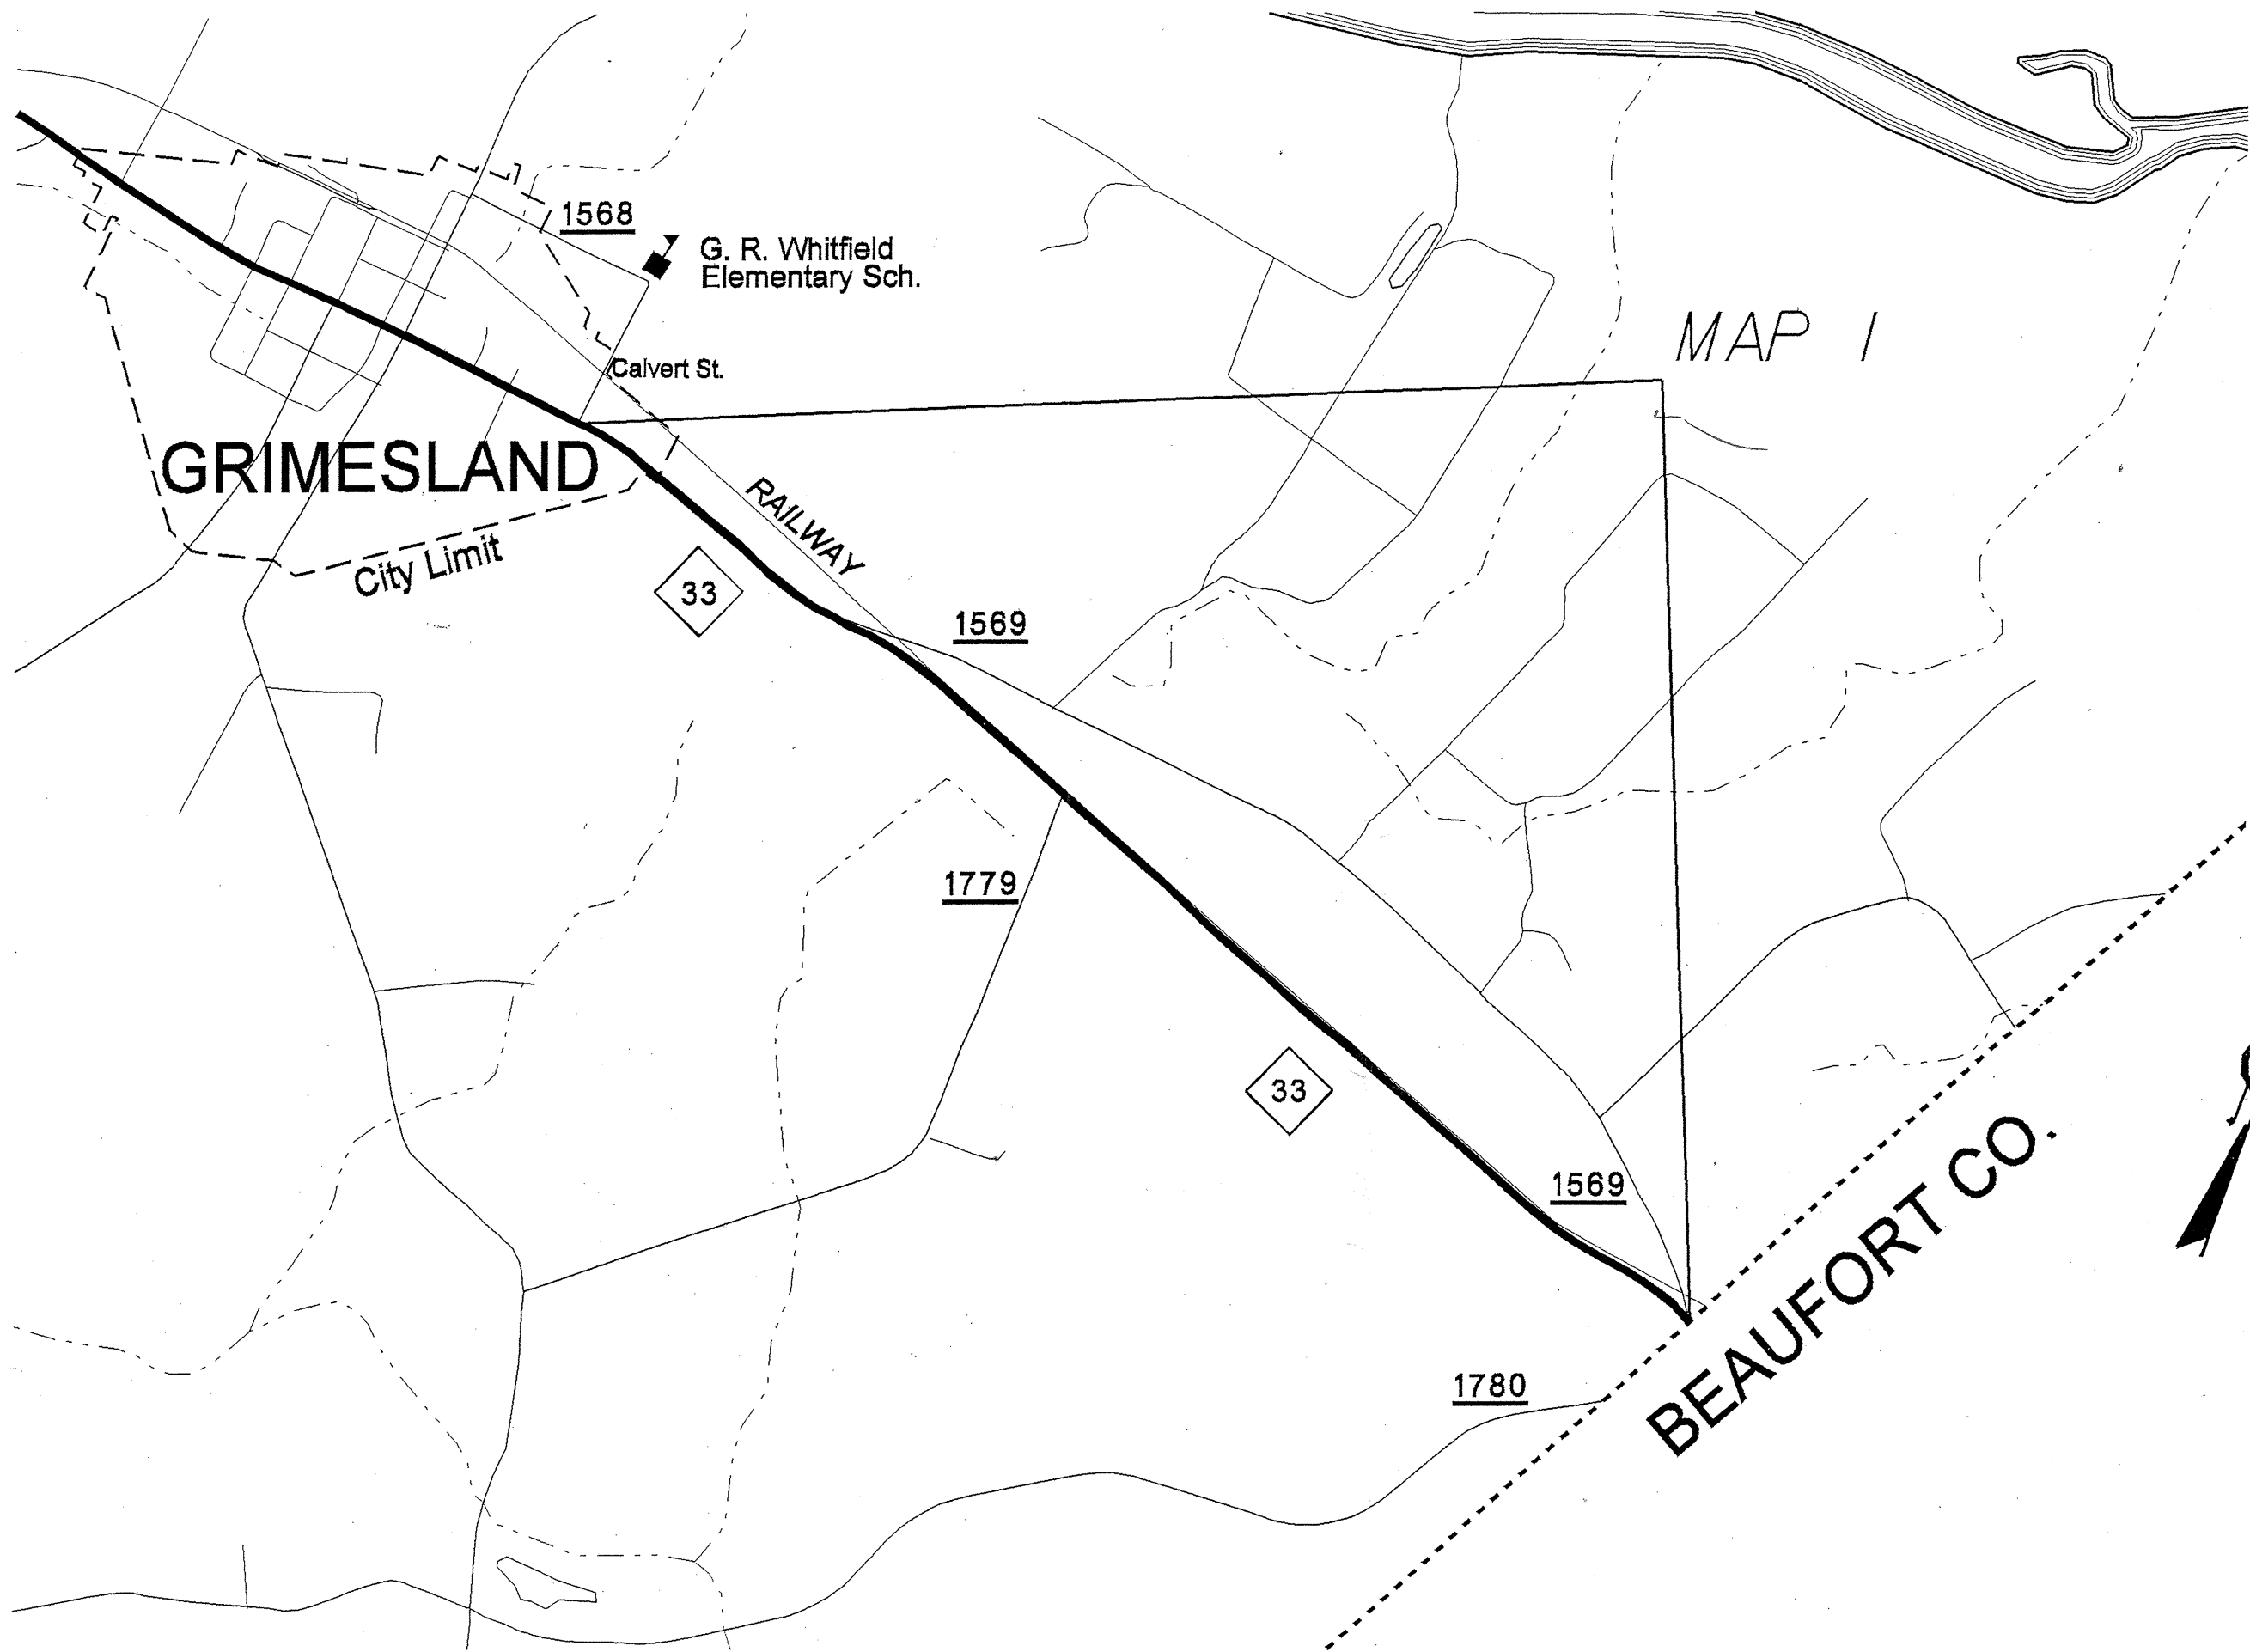 1568
G. R. Whitfield
Elementary Sch.
MAP 1
Calvert St.
GRIMESLAND
RAILWAY
City Limit
33
1569
1779
33
1569
BEAUFORT CO.
1780